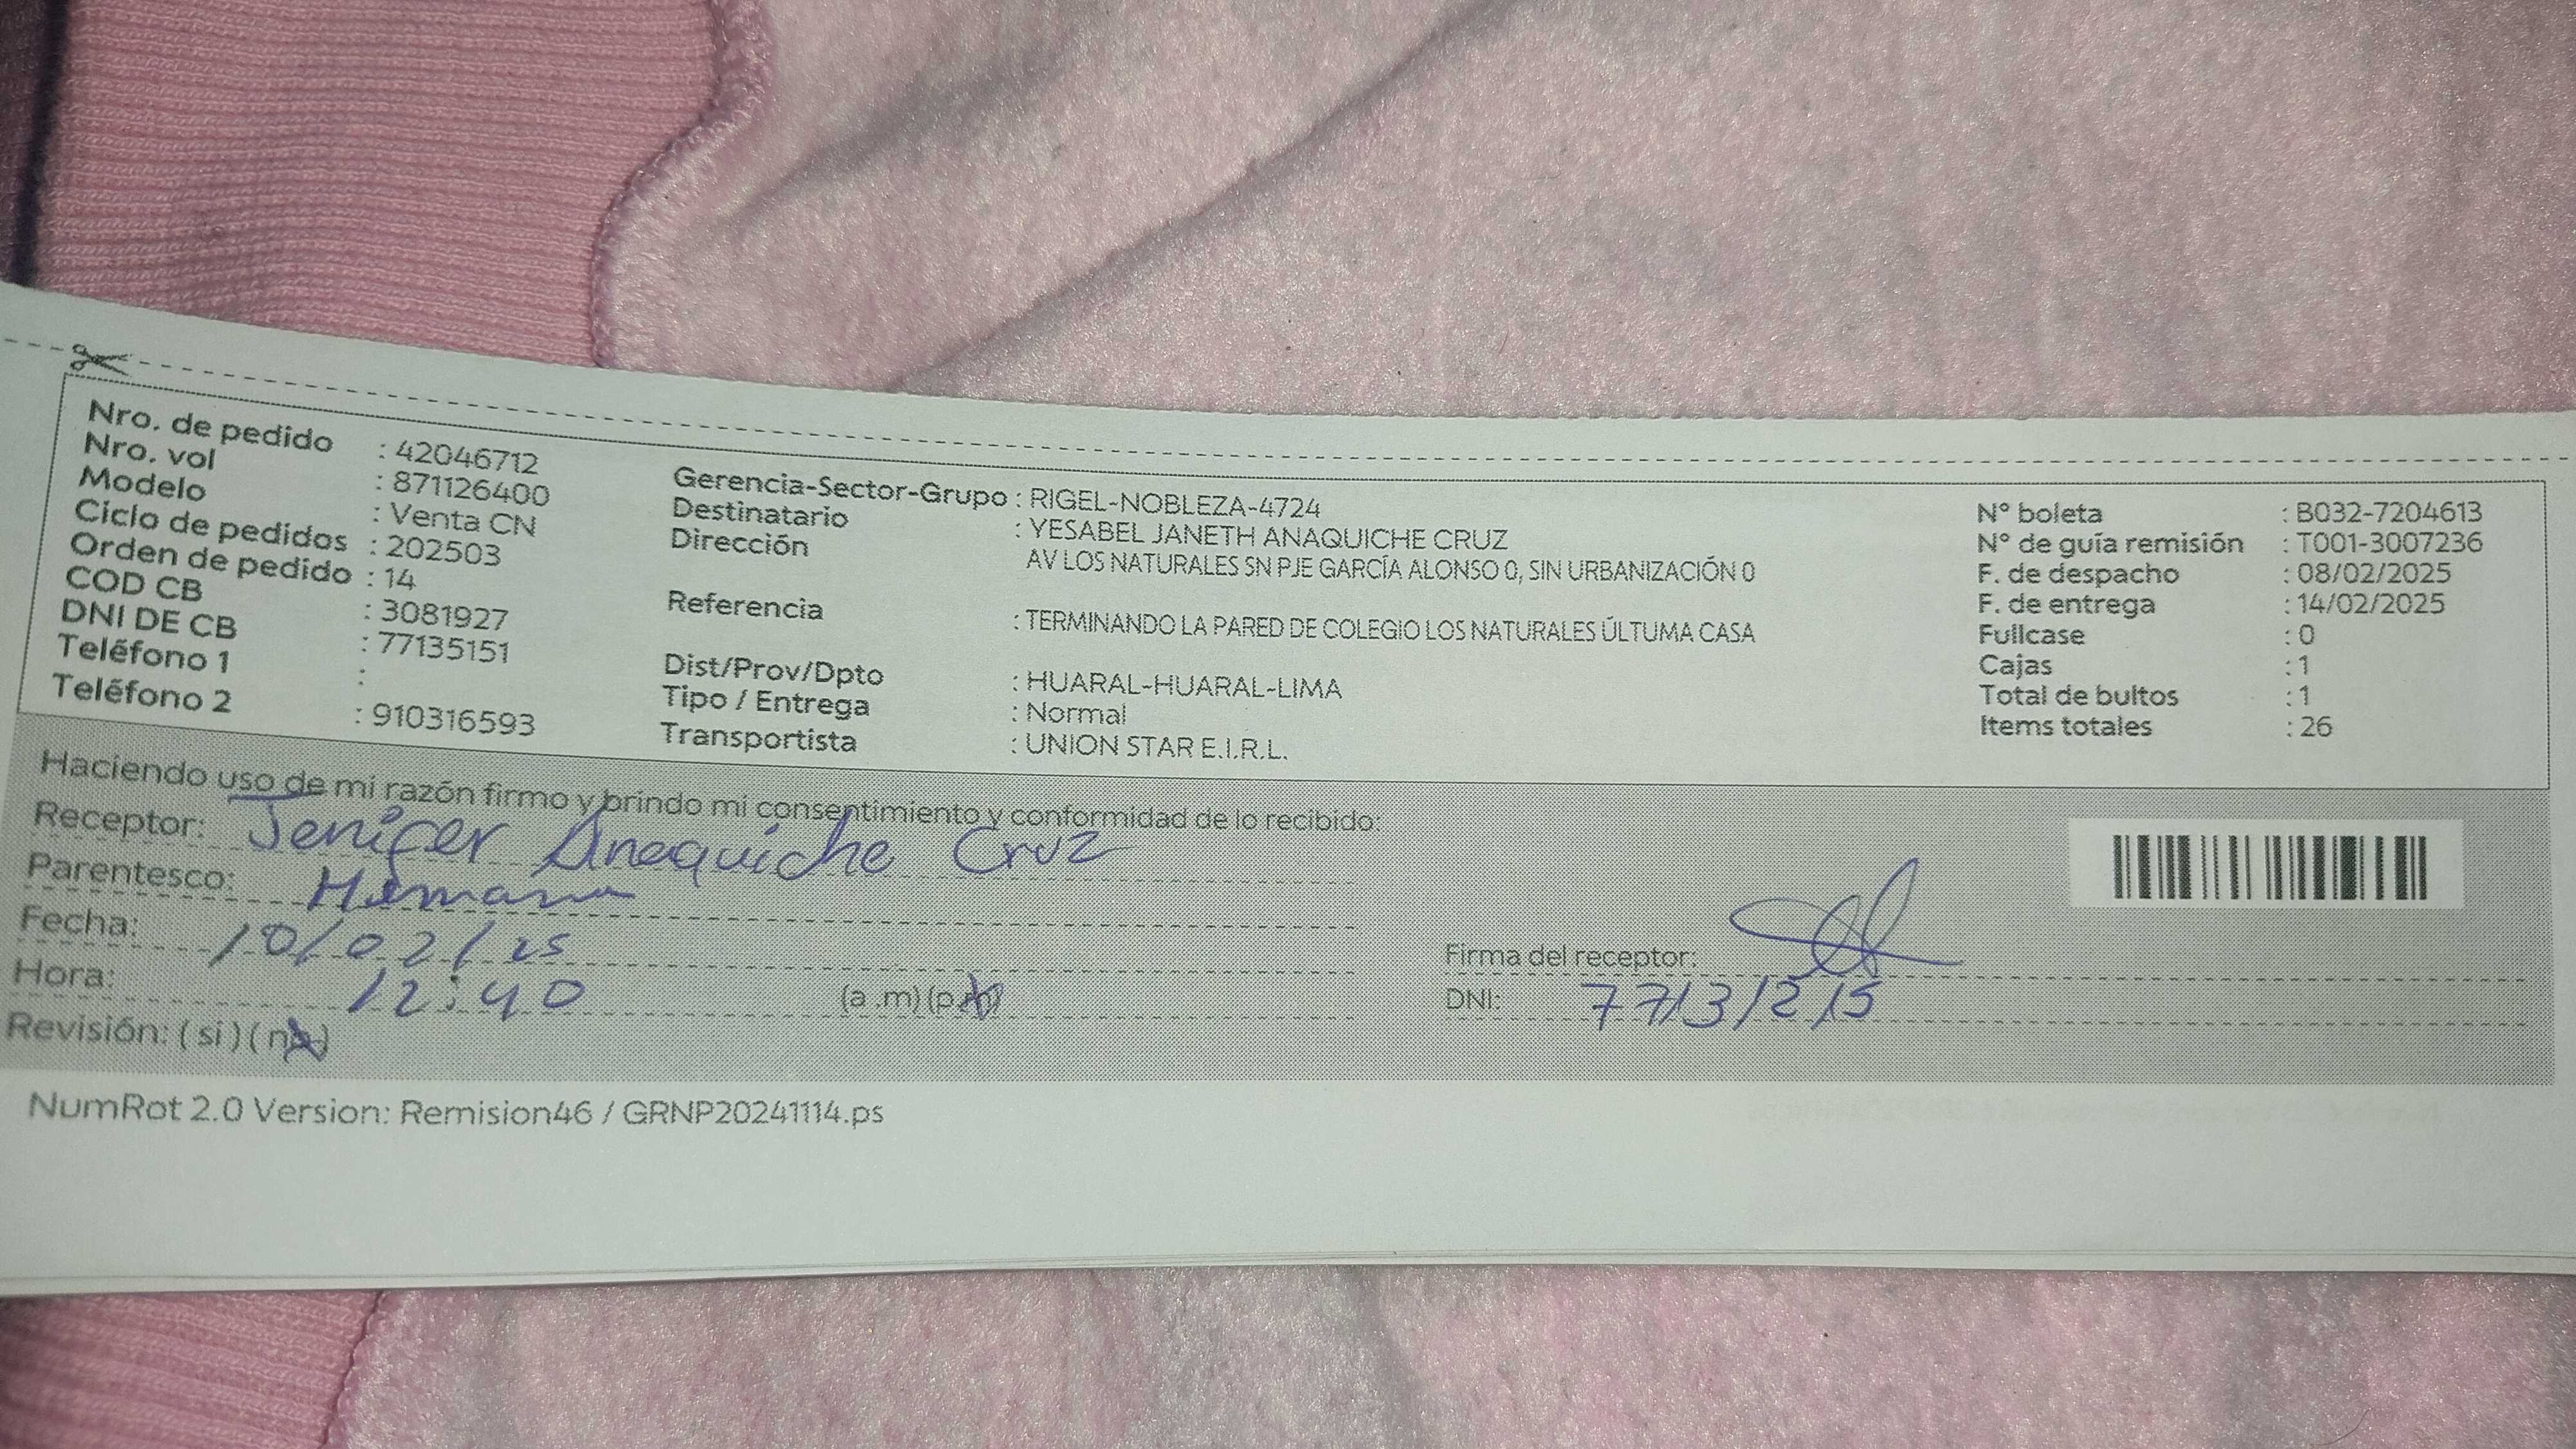 Nro. de pedido : 42046712
Nro. vol : 871126400
Modelo : Venta CN
Ciclo de pedidos : 202503
Orden de pedido : 14
COD CB : 3081927
DNI DE CB : 77135151
Teléfono 1 :
Teléfono 2 : 910316593
Gerencia-Sector-Grupo : RIGEL-NOBLEZA-4724
Destinatario : YESABEL JANETH ANAQUICHE CRUZ
Dirección AV LOS NATURALES SN PJE GARCÍA ALONSO 0, SIN URBANIZACIÓN 0
Referencia : TERMINANDO LA PARED DE COLEGIO LOS NATURALES ÚLTUMA CASA
Dist/Prov/Dpto : HUARAL-HUARAL-LIMA
Tipo / Entrega : Normal
Transportista : UNION STAR E.I.R.L.
N° boleta : B032-7204613
N° de guía remisión : T001-3007236
F. de despacho : 08/02/2025
F. de entrega : 14/02/2025
Fullcase : 0
Cajas : 1
Total de bultos : 1
Items totales : 26
Haciendo uso de mi razón firmo y brindo mi consentimiento y conformidad de lo recibido:
Receptor: Jenifer Anaquiche Cruz
Parentesco: Hermana
Fecha: 10/02/25
Hora: 12:40 (a .m) (p.m)
Revisión: ( si ) ( no )
Firma del receptor:
DNI: 77131215
NumRot 2.0 Version: Remision46 / GRNP20241114.ps